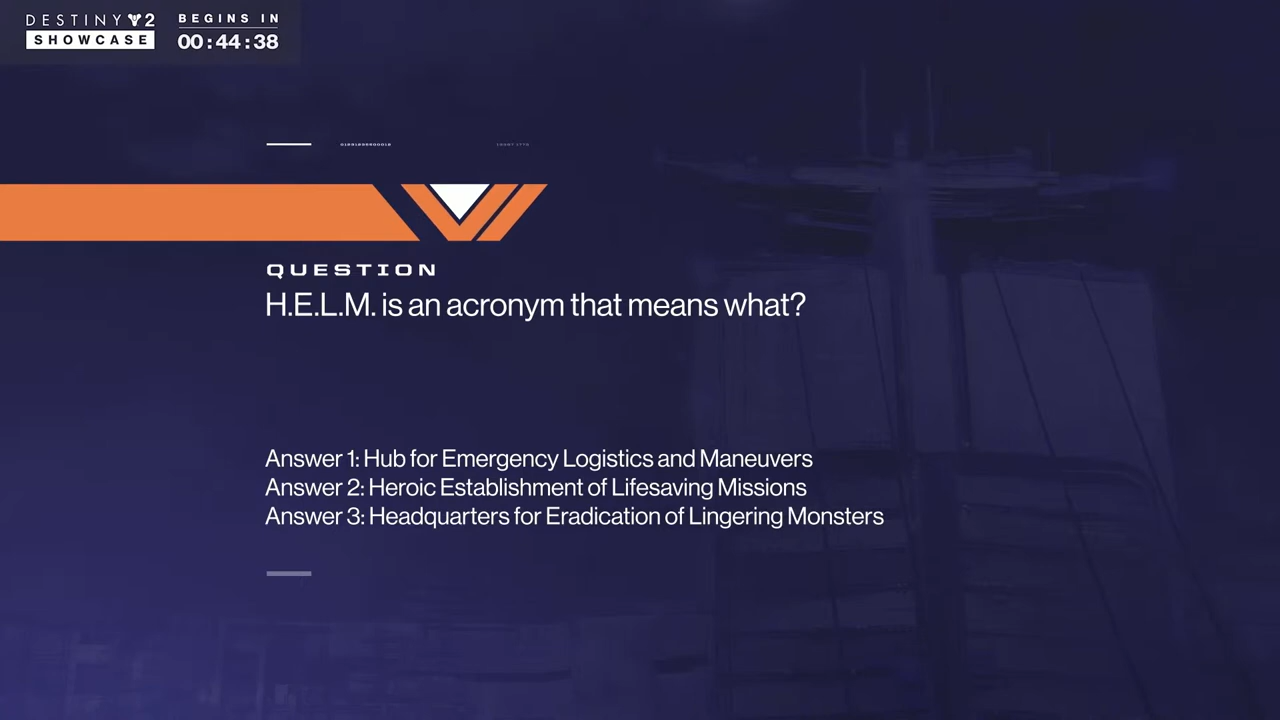 DESTINY 2
SHOWCASE
BEGINS IN
00:44:38
QUESTION
H.E.L.M. is an acronym that means what?
Answer 1: Hub for Emergency Logistics and Maneuvers
Answer 2: Heroic Establishment of Lifesaving Missions
Answer 3: Headquarters for Eradication of Lingering Monsters